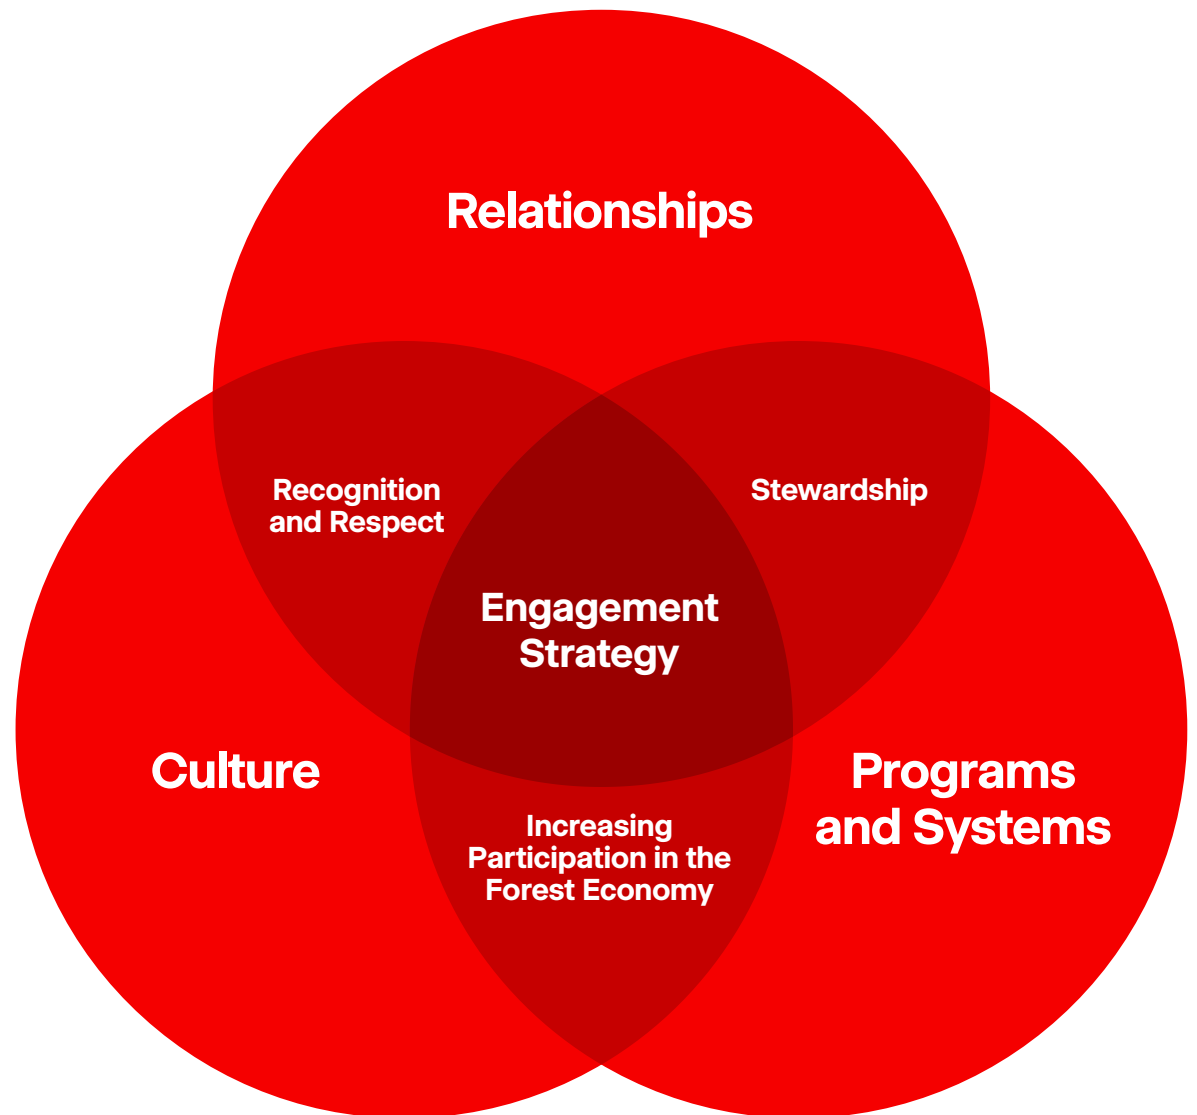 Relationships
Recognition
and Respect
Stewardship
Engagement
Strategy
Culture
Programs
and Systems
Increasing
Participation in the
Forest Economy